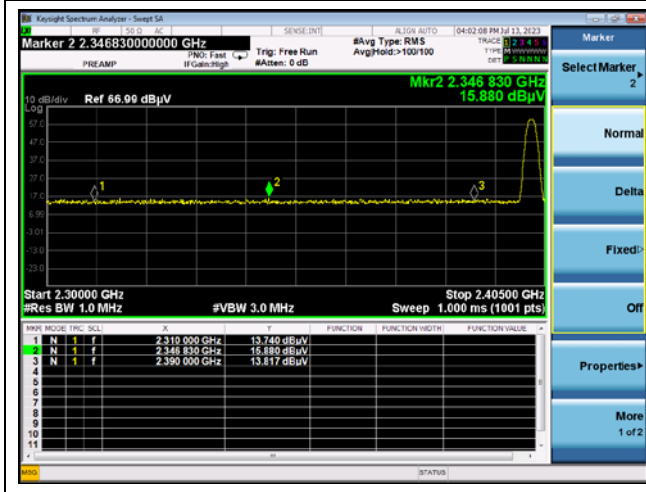 Keysight Spectrum Analyzer - Swept SA
RF 50 Ω AC SENSE:INT ALIGN AUTO 04:02:08 PM Jul 13, 2023
Marker 2 2.346830000000 GHz
#Avg Type: RMS
TRACE 1 2 3 4 5
PREAMP
PNO: Fast
IFGain:High
Trig: Free Run
#Atten: 0 dB
Avg|Hold:>100/100
TYPE
DET P S N N N N
Mkr2 2.346 830 GHz
15.880 dBµV
10 dB/div Ref 66.99 dBµV
Log
57.0
47.0
37.0
27.0
17.0
6.99
-3.01
-13.0
-23.0
1
2
3
Start 2.30000 GHz Stop 2.40500 GHz
#Res BW 1.0 MHz #VBW 3.0 MHz Sweep 1.000 ms (1001 pts)
MKR MODE TRC SCL X Y FUNCTION FUNCTION WIDTH FUNCTION VALUE
1 N 1 f 2.310 000 GHz 13.740 dBµV
2 N 1 f 2.346 830 GHz 15.880 dBµV
3 N 1 f 2.390 000 GHz 13.817 dBµV
4
5
6
7
8
9
10
11
MSG STATUS
Marker
Select Marker
2
Normal
Delta
Fixed
Off
Properties
More
1 of 2